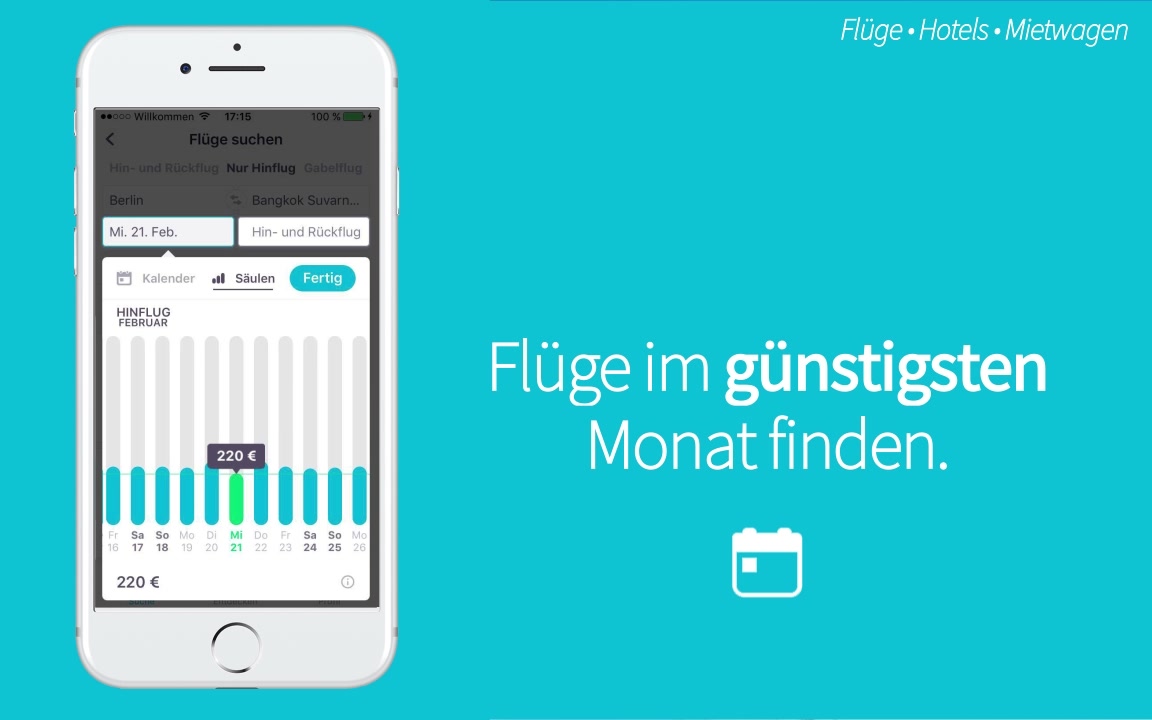 Flüge • Hotels • Mietwagen
Willkommen 17:15 100 %
Flüge suchen
Hin- und Rückflug Nur Hinflug Gabelflug
Berlin Bangkok Suvarn...
Mi. 21. Feb. Hin- und Rückflug
Kalender Säulen Fertig
HINFLUG
FEBRUAR
220 €
Fr Sa So Mo Di Mi Do Fr Sa So Mo
16 17 18 19 20 21 22 23 24 25 26
220 €
Flüge im günstigsten
Monat finden.